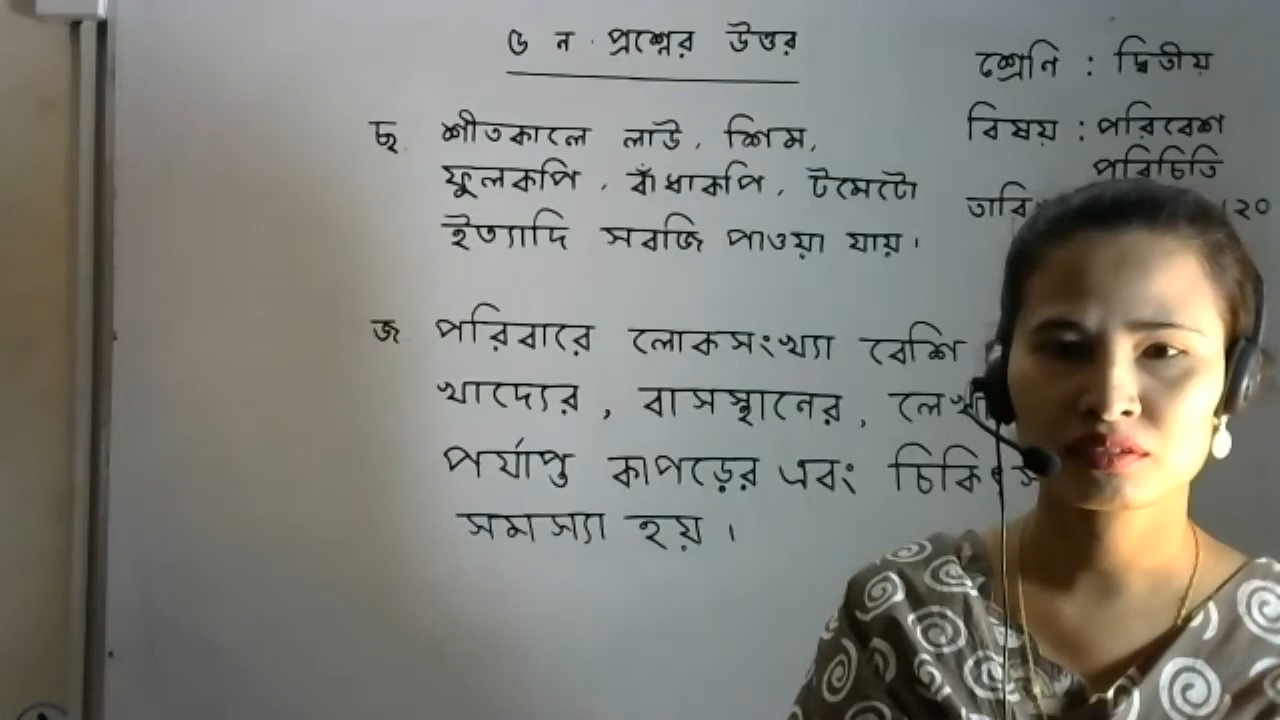 ৬ ন প্রশ্নের উত্তর
শ্রেনি : দ্বিতীয়
বিষয় : পরিবেশ
পরিচিতি
২০
ছ শীতকালে লাউ, শিম,
ফুলকপি, বাঁধাকপি, টমেটো
ইত্যাদি সবজি পাওয়া যায়।
জ পরিবারে লোকসংখ্যা বেশি
খাদ্যের, বাসস্থানের,
পর্যাপ্ত কাপড়ের এবং
সমস্যা হয়।